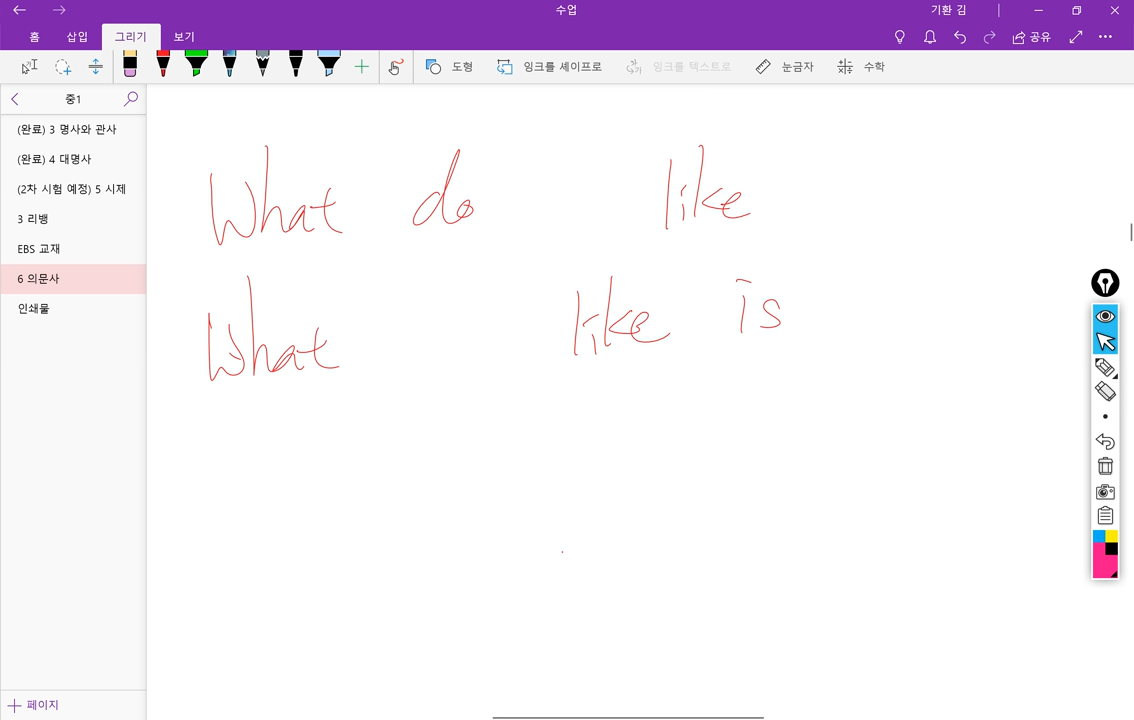 수업
기환 김
홈 삽입 그리기 보기
공유
도형 잉크를 셰이프로 잉크를 텍스트로 눈금자 수학
중1
(완료) 3 명사와 관사
(완료) 4 대명사
(2차 시험 예정) 5 시제
3 리뱅
EBS 교재
6 의문사
인쇄물
What do like
What like is
페이지